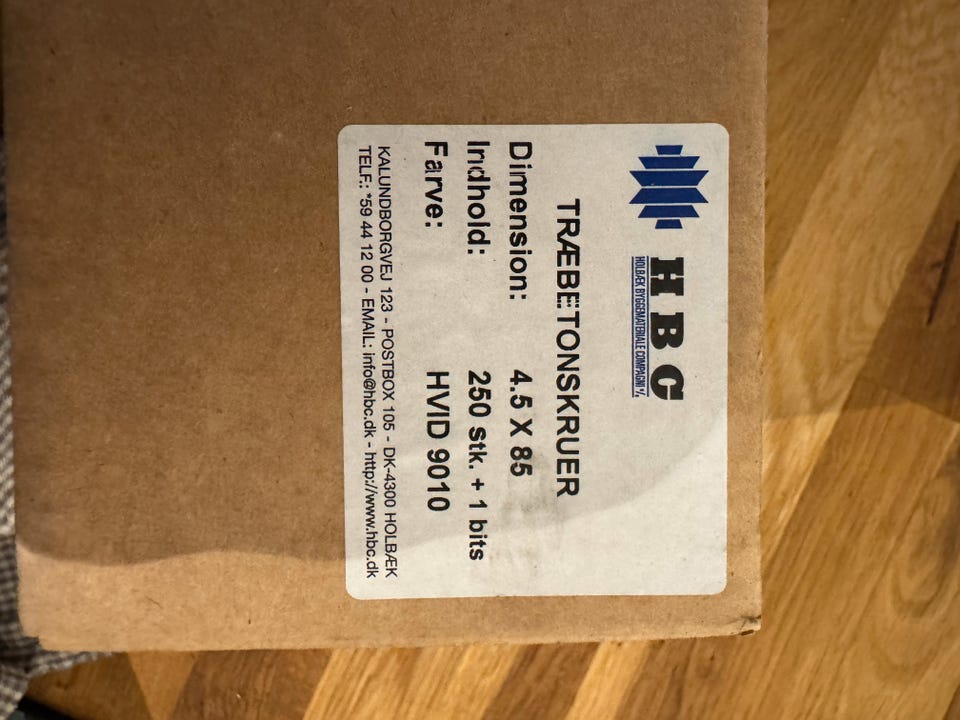 HBC
HOLBÆK BYGGEMATERIALE COMPAGNI A/S
TRÆBETONSKRUER
Dimension: 4.5 X 85
Indhold: 250 stk. + 1 bits
Farve: HVID 9010
KALUNDBORGVEJ 123 - POSTBOX 105 - DK-4300 HOLBÆK
TELF.: *59 44 12 00 - EMAIL: info@hbc.dk - http://www.hbc.dk